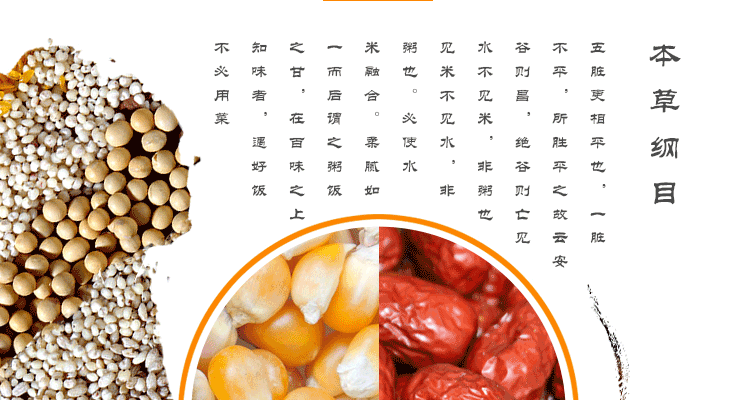 本草纲目
五脏更相平也，一脏
不平，所胜平之故云安
谷则昌，绝谷则亡见
水不见米，非粥也
见米不见水，非
粥也。必使水
米融合。柔腻如
一而后谓之粥饭
之甘，在百味之上
知味者，遇好饭
不必用菜